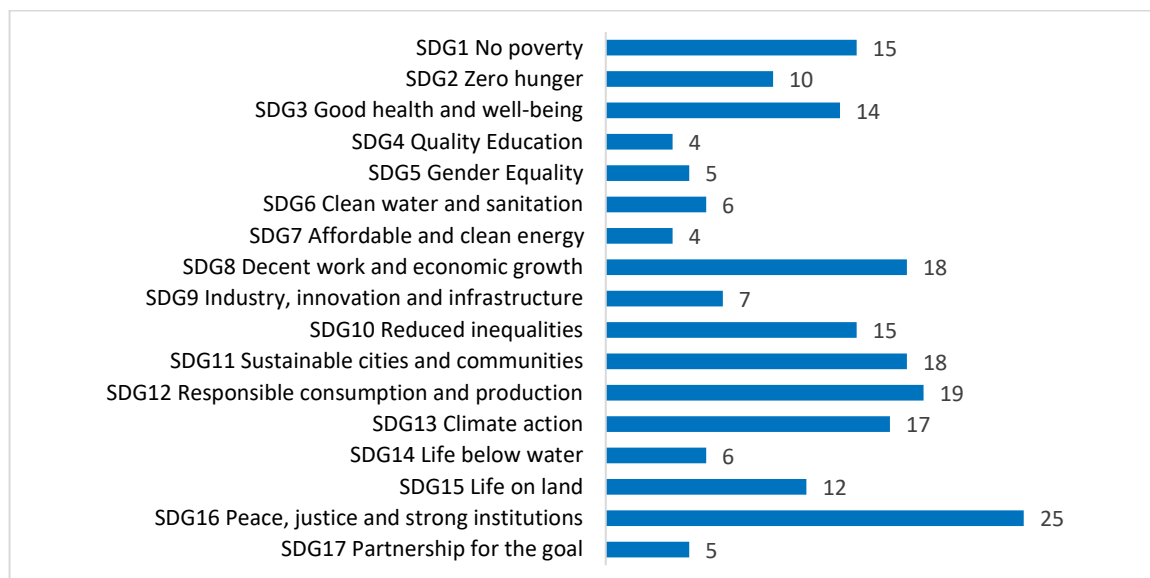 SDG1 No poverty 15
SDG2 Zero hunger 10
SDG3 Good health and well-being 14
SDG4 Quality Education 4
SDG5 Gender Equality 5
SDG6 Clean water and sanitation 6
SDG7 Affordable and clean energy 4
SDG8 Decent work and economic growth 18
SDG9 Industry, innovation and infrastructure 7
SDG10 Reduced inequalities 15
SDG11 Sustainable cities and communities 18
SDG12 Responsible consumption and production 19
SDG13 Climate action 17
SDG14 Life below water 6
SDG15 Life on land 12
SDG16 Peace, justice and strong institutions 25
SDG17 Partnership for the goal 5